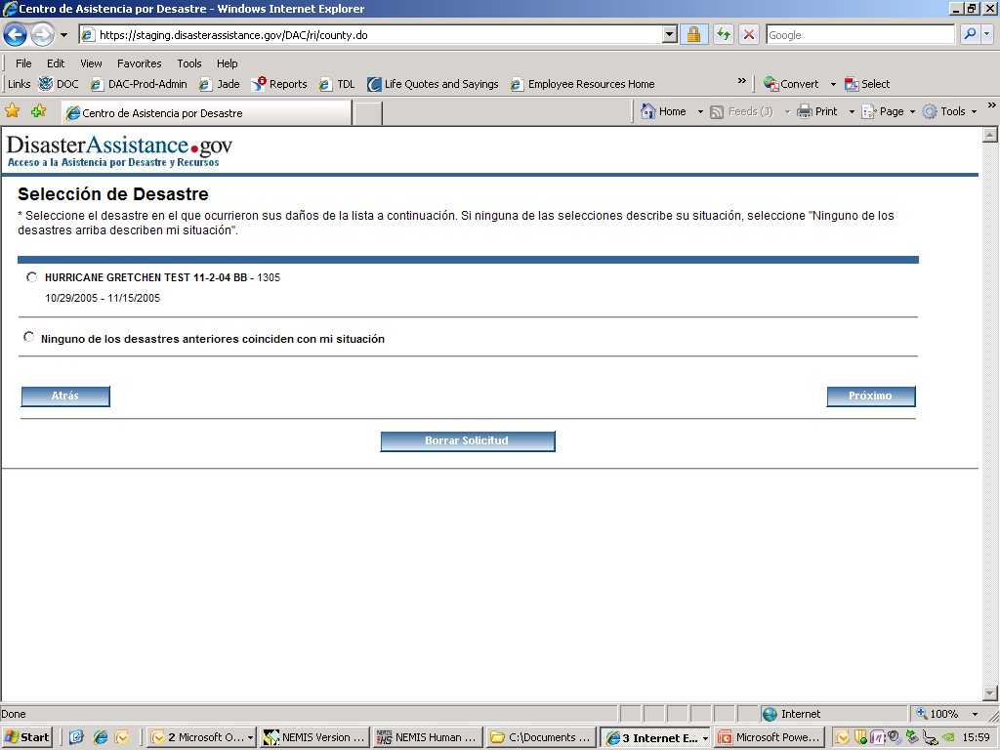 Centro de Asistencia por Desastre - Windows Internet Explorer
https://staging.disasterassistance.gov/DAC/ri/county.do
Google
File Edit View Favorites Tools Help
Links DOC DAC-Prod-Admin Jade Reports TDL Life Quotes and Sayings Employee Resources Home » Convert Select
Centro de Asistencia por Desastre Home Feeds (J) Print Page Tools »
DisasterAssistance.gov
Acceso a la Asistencia por Desastre y Recursos
Selección de Desastre
* Seleccione el desastre en el que ocurrieron sus daños de la lista a continuación. Si ninguna de las selecciones describe su situación, seleccione "Ninguno de los
desastres arriba describen mi situación".
HURRICANE GRETCHEN TEST 11-2-04 BB - 1305
10/29/2005 - 11/15/2005
Ninguno de los desastres anteriores coinciden con mi situación
Atrás Próximo
Borrar Solicitud
Done Internet 100%
Start 2 Microsoft O... NEMIS Version ... NEMIS Human ... C:\Documents ... 3 Internet E... Microsoft Powe... 15:59